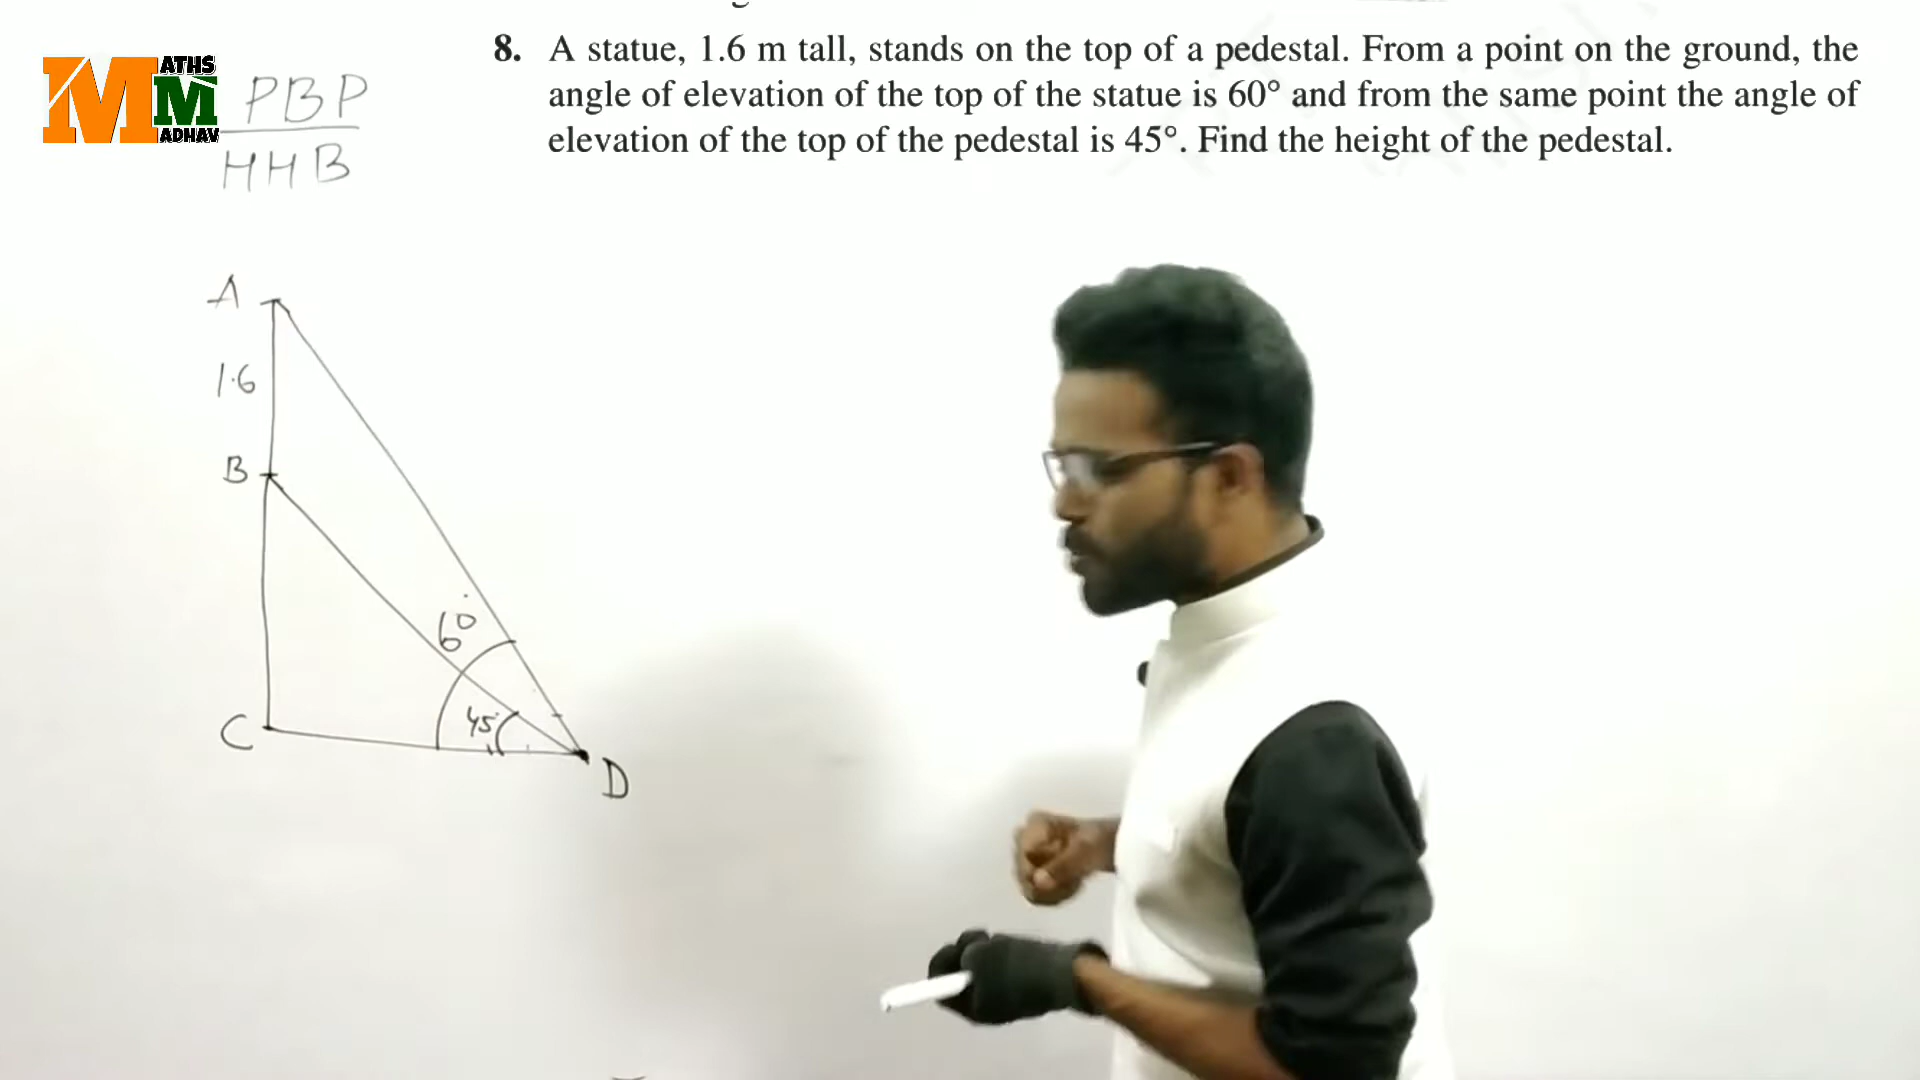 MATHS
MADHAV
PBP
HHB
8. A statue, 1.6 m tall, stands on the top of a pedestal. From a point on the ground, the
angle of elevation of the top of the statue is 60° and from the same point the angle of
elevation of the top of the pedestal is 45°. Find the height of the pedestal.
A
1.6
B
60°
45°
C
D